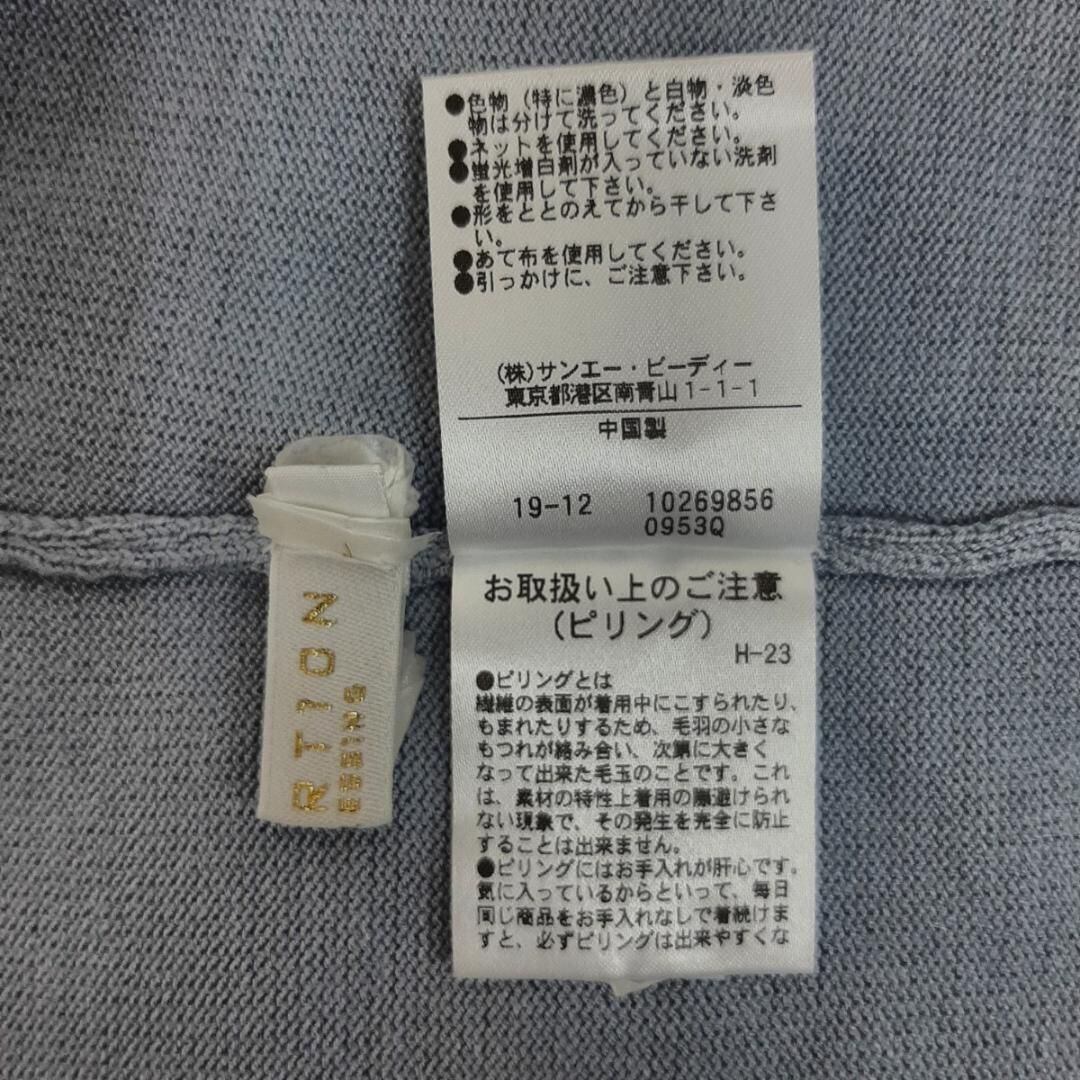 ●色物（特に濃色）と白物・淡色
物は分けて洗ってください。
●ネットを使用してください。
●蛍光増白剤が入っていない洗剤
を使用して下さい。
●形をととのえてから干して下さ
い。
●あて布を使用してください。
●引っかけに、ご注意下さい。
(株)サンエー・ビーディー
東京都港区南青山1-1-1
中国製
19-12 10269856
0953Q
お取扱い上のご注意
(ピリング)
H-23
●ピリングとは
繊維の表面が着用中にこすられたり、
もまれたりするため、毛羽の小さな
もつれが絡み合い、次第に大きく
なって出来た毛玉のことです。これ
は、素材の特性上着用の際避けられ
ない現象で、その発生を完全に防止
することは出来ません。
●ピリングにはお手入れが肝心です。
気に入っているからといって、毎日
同じ商品をお手入れなしで着続けま
すと、必ずピリングは出来やすくな
RTION